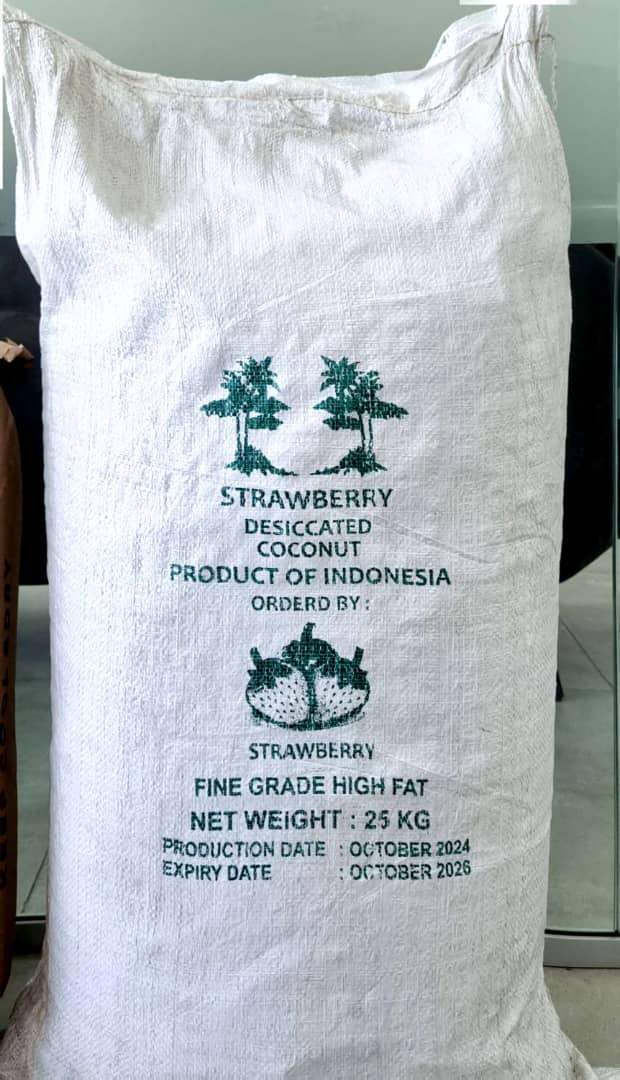 STRAWBERRY
DESICCATED
COCONUT
PRODUCT OF INDONESIA
ORDERD BY :
STRAWBERRY
FINE GRADE HIGH FAT
NET WEIGHT : 25 KG
PRODUCTION DATE : OCTOBER 2024
EXPIRY DATE : OCTOBER 2026